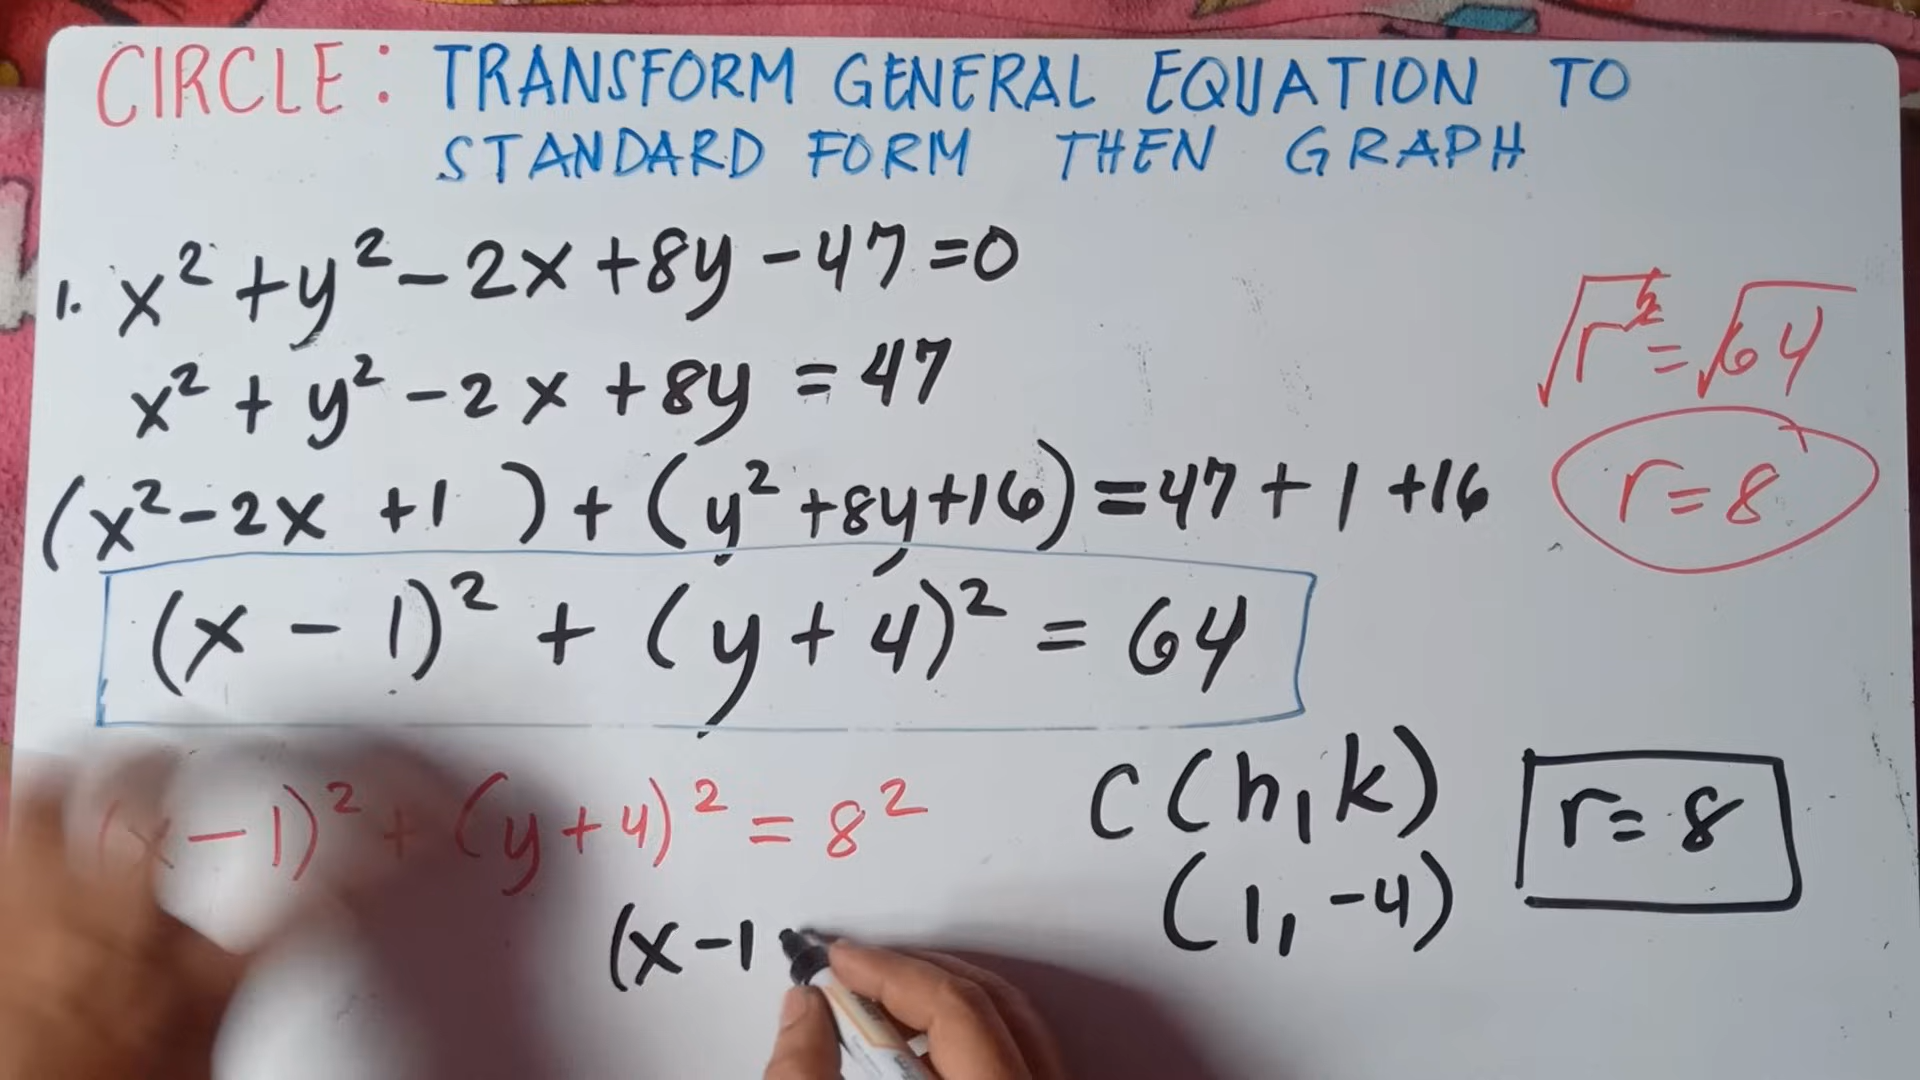 CIRCLE: TRANSFORM GENERAL EQUATION TO
STANDARD FORM THEN GRAPH
1. x² + y² - 2x + 8y - 47 = 0
x² + y² - 2x + 8y = 47
(x² - 2x + 1 ) + (y² + 8y + 16) = 47 + 1 + 16
(x - 1)² + (y + 4)² = 64
(x - 1)² + (y + 4)² = 8²
(x - 1
√r² = √64
r = 8
C(h, k)
(1, -4)
r = 8